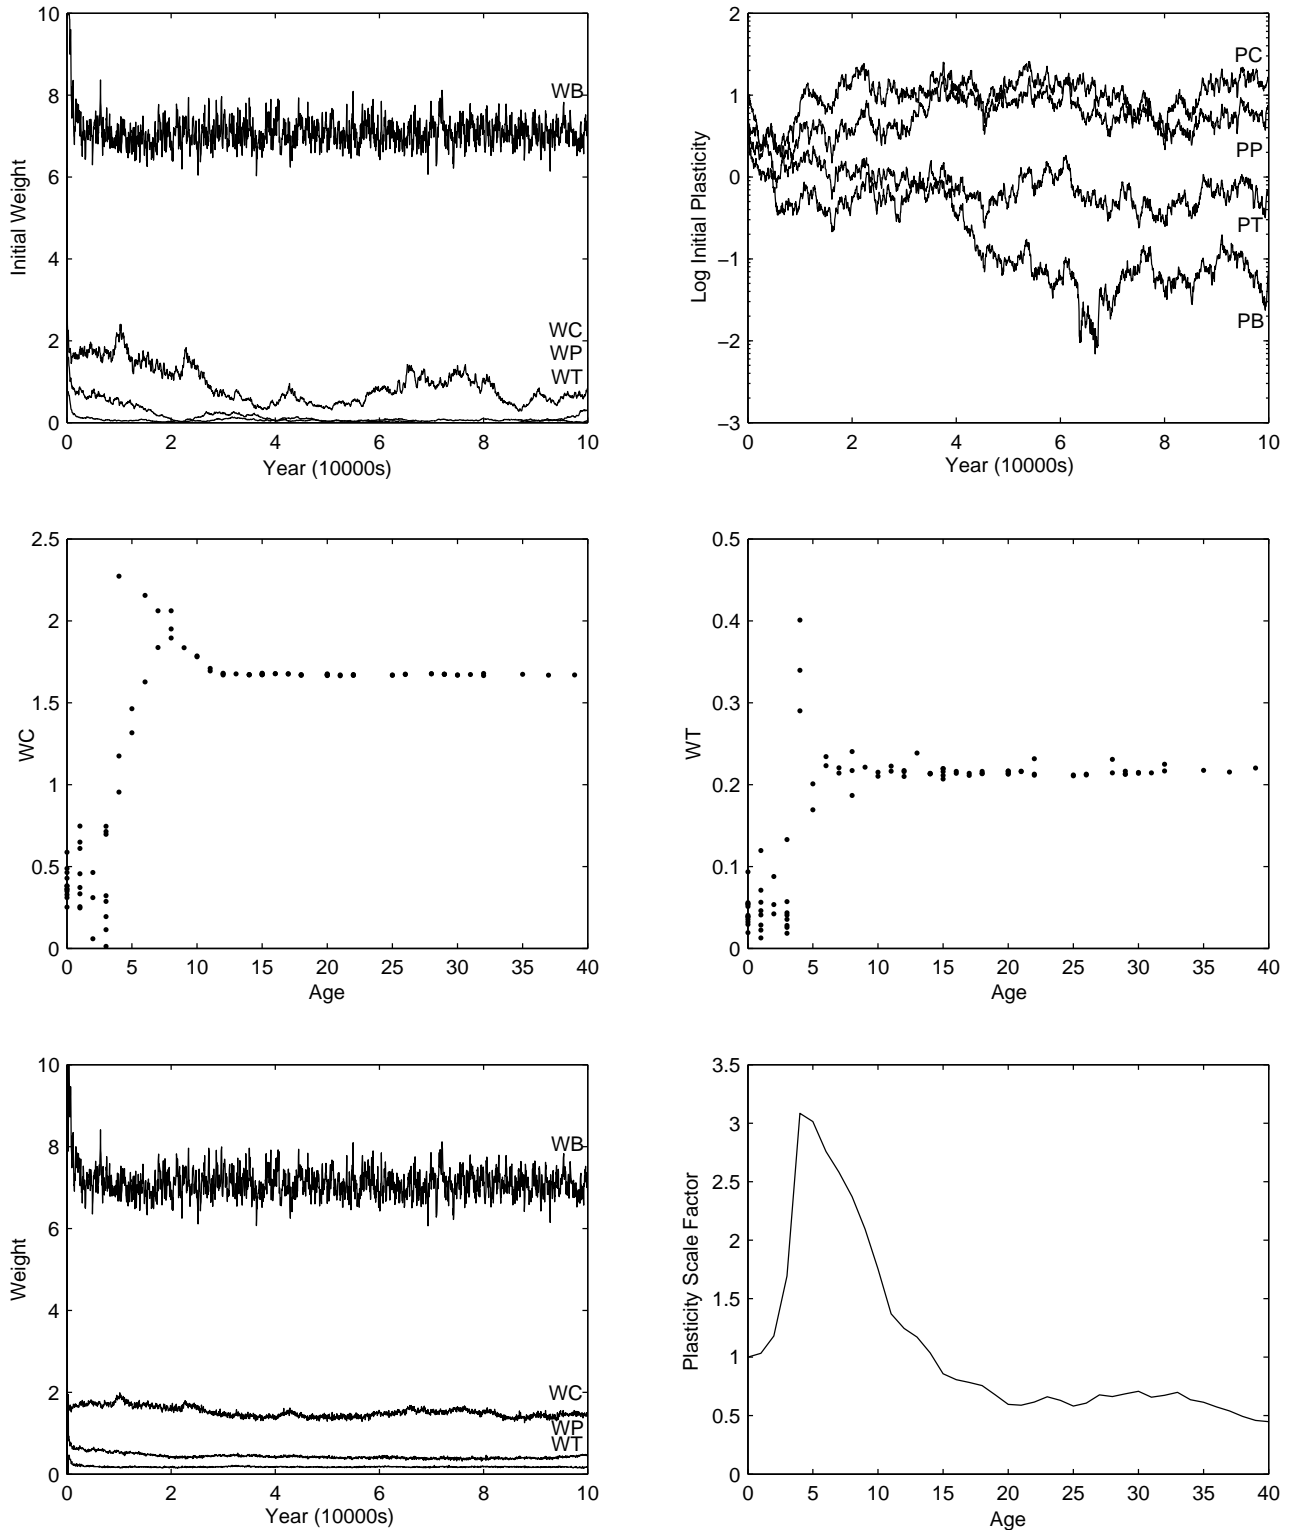 10
8
6
4
2
0
Initial Weight
WB
WC
WP
WT
0 2 4 6 8 10
Year (10000s)
2
1
0
−1
−2
−3
Log Initial Plasticity
PC
PP
PT
PB
0 2 4 6 8 10
Year (10000s)
2.5
2
1.5
1
0.5
0
WC
0 5 10 15 20 25 30 35 40
Age
0.5
0.4
0.3
0.2
0.1
0
WT
0 5 10 15 20 25 30 35 40
Age
10
8
6
4
2
0
Weight
WB
WC
WP
WT
0 2 4 6 8 10
Year (10000s)
3.5
3
2.5
2
1.5
1
0.5
0
Plasticity Scale Factor
0 5 10 15 20 25 30 35 40
Age